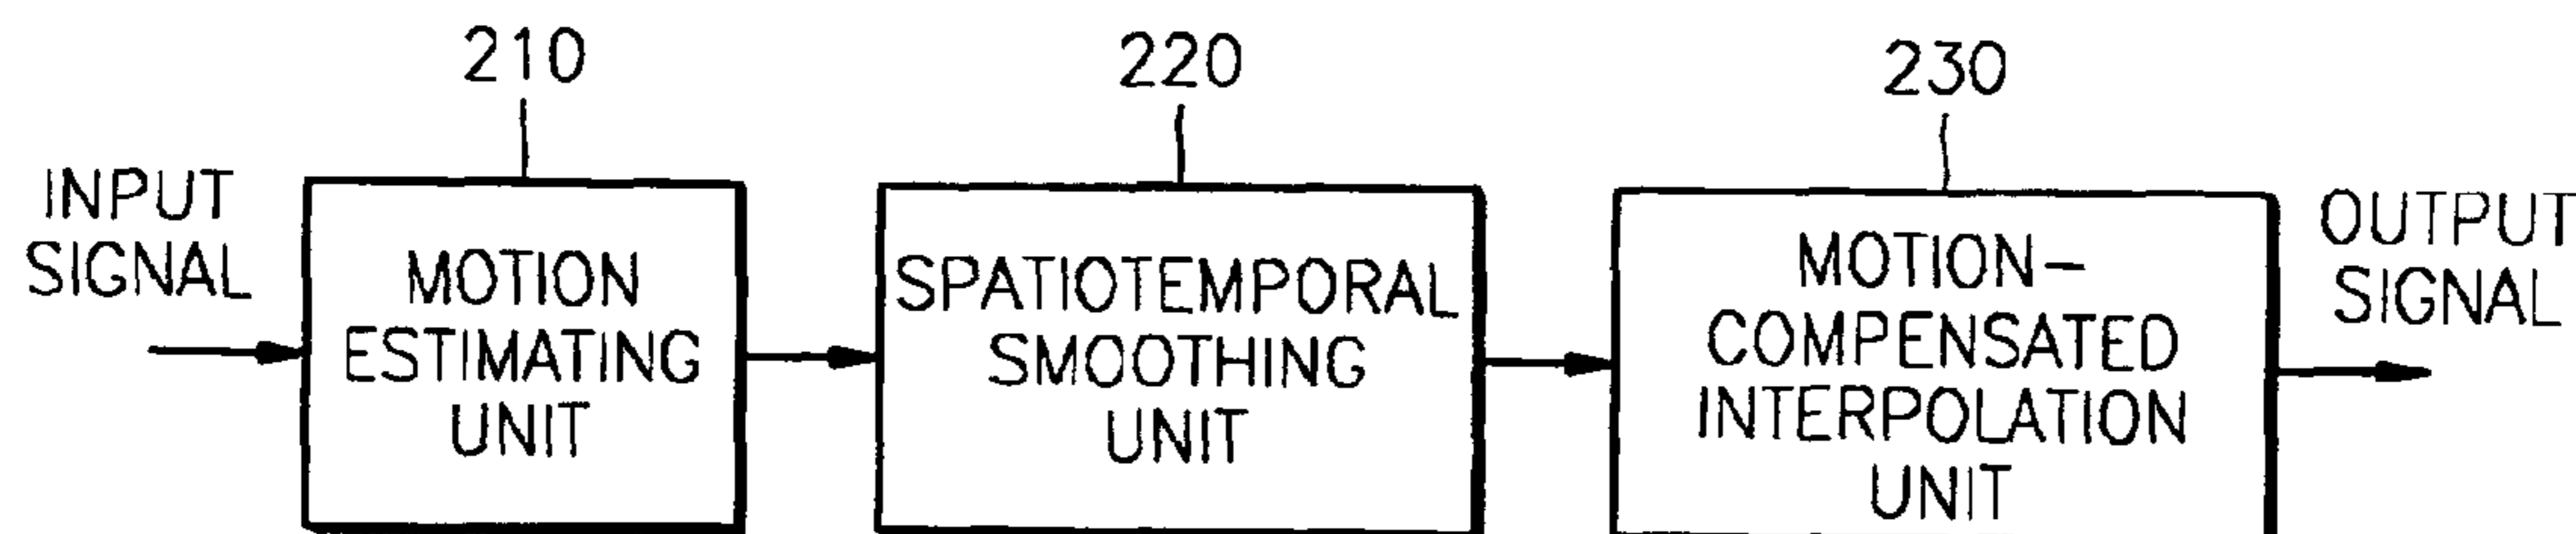 210
220
230
INPUT
SIGNAL
MOTION
ESTIMATING
UNIT
SPATIOTEMPORAL
SMOOTHING
UNIT
MOTION-
COMPENSATED
INTERPOLATION
UNIT
OUTPUT
SIGNAL